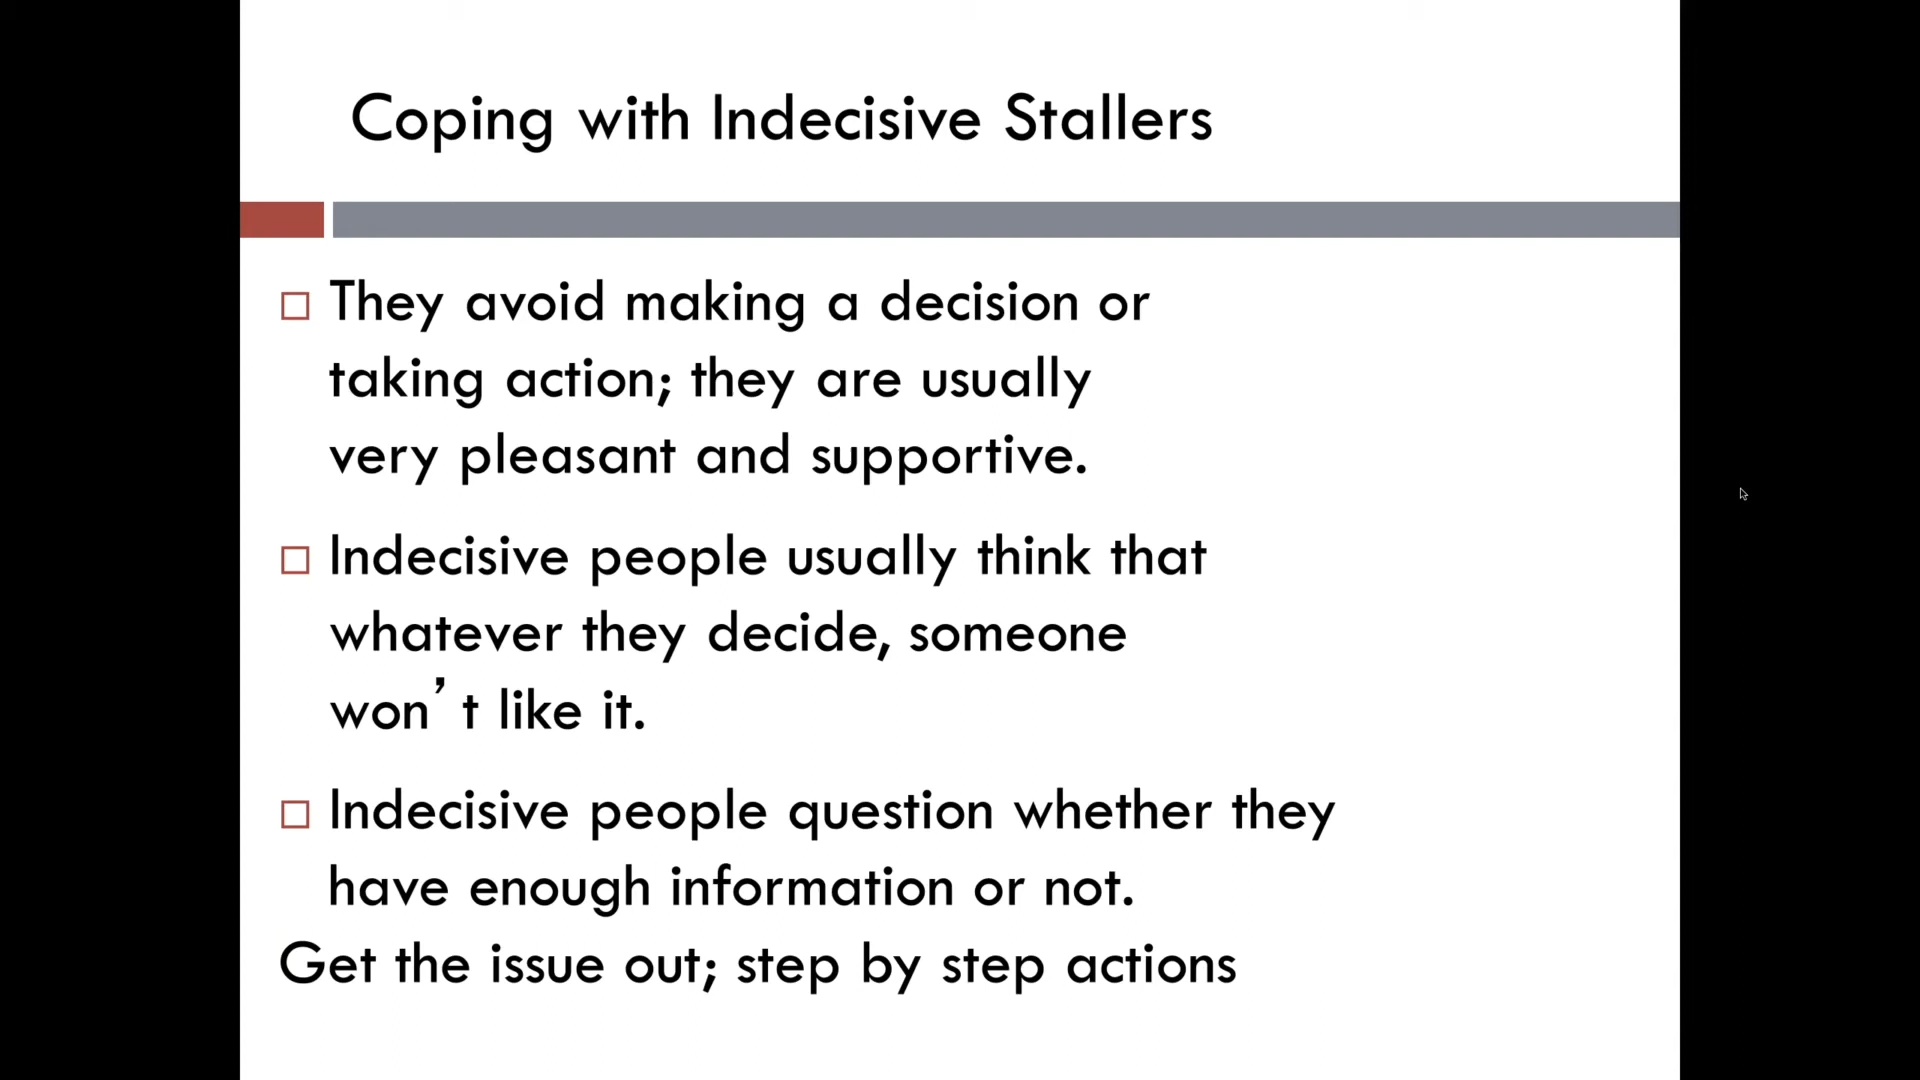 Coping with Indecisive Stallers
They avoid making a decision or
taking action; they are usually
very pleasant and supportive.
Indecisive people usually think that
whatever they decide, someone
won’ t like it.
Indecisive people question whether they
have enough information or not.
Get the issue out; step by step actions